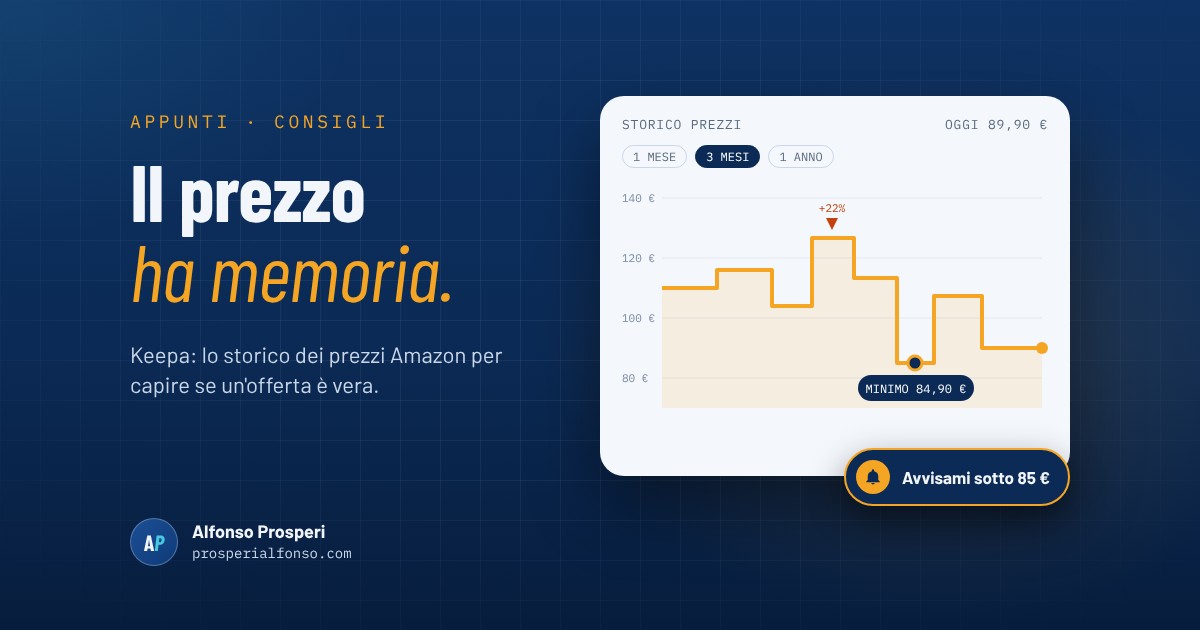 APPUNTI · CONSIGLI
Il prezzo
ha memoria.
Keepa: lo storico dei prezzi Amazon per
capire se un'offerta è vera.
AP
Alfonso Prosperi
prosperialfonso.com
STORICO PREZZI
OGGI 89,90 €
1 MESE
3 MESI
1 ANNO
140 €
+22%
120 €
100 €
80 €
MINIMO 84,90 €
Avvisami sotto 85 €